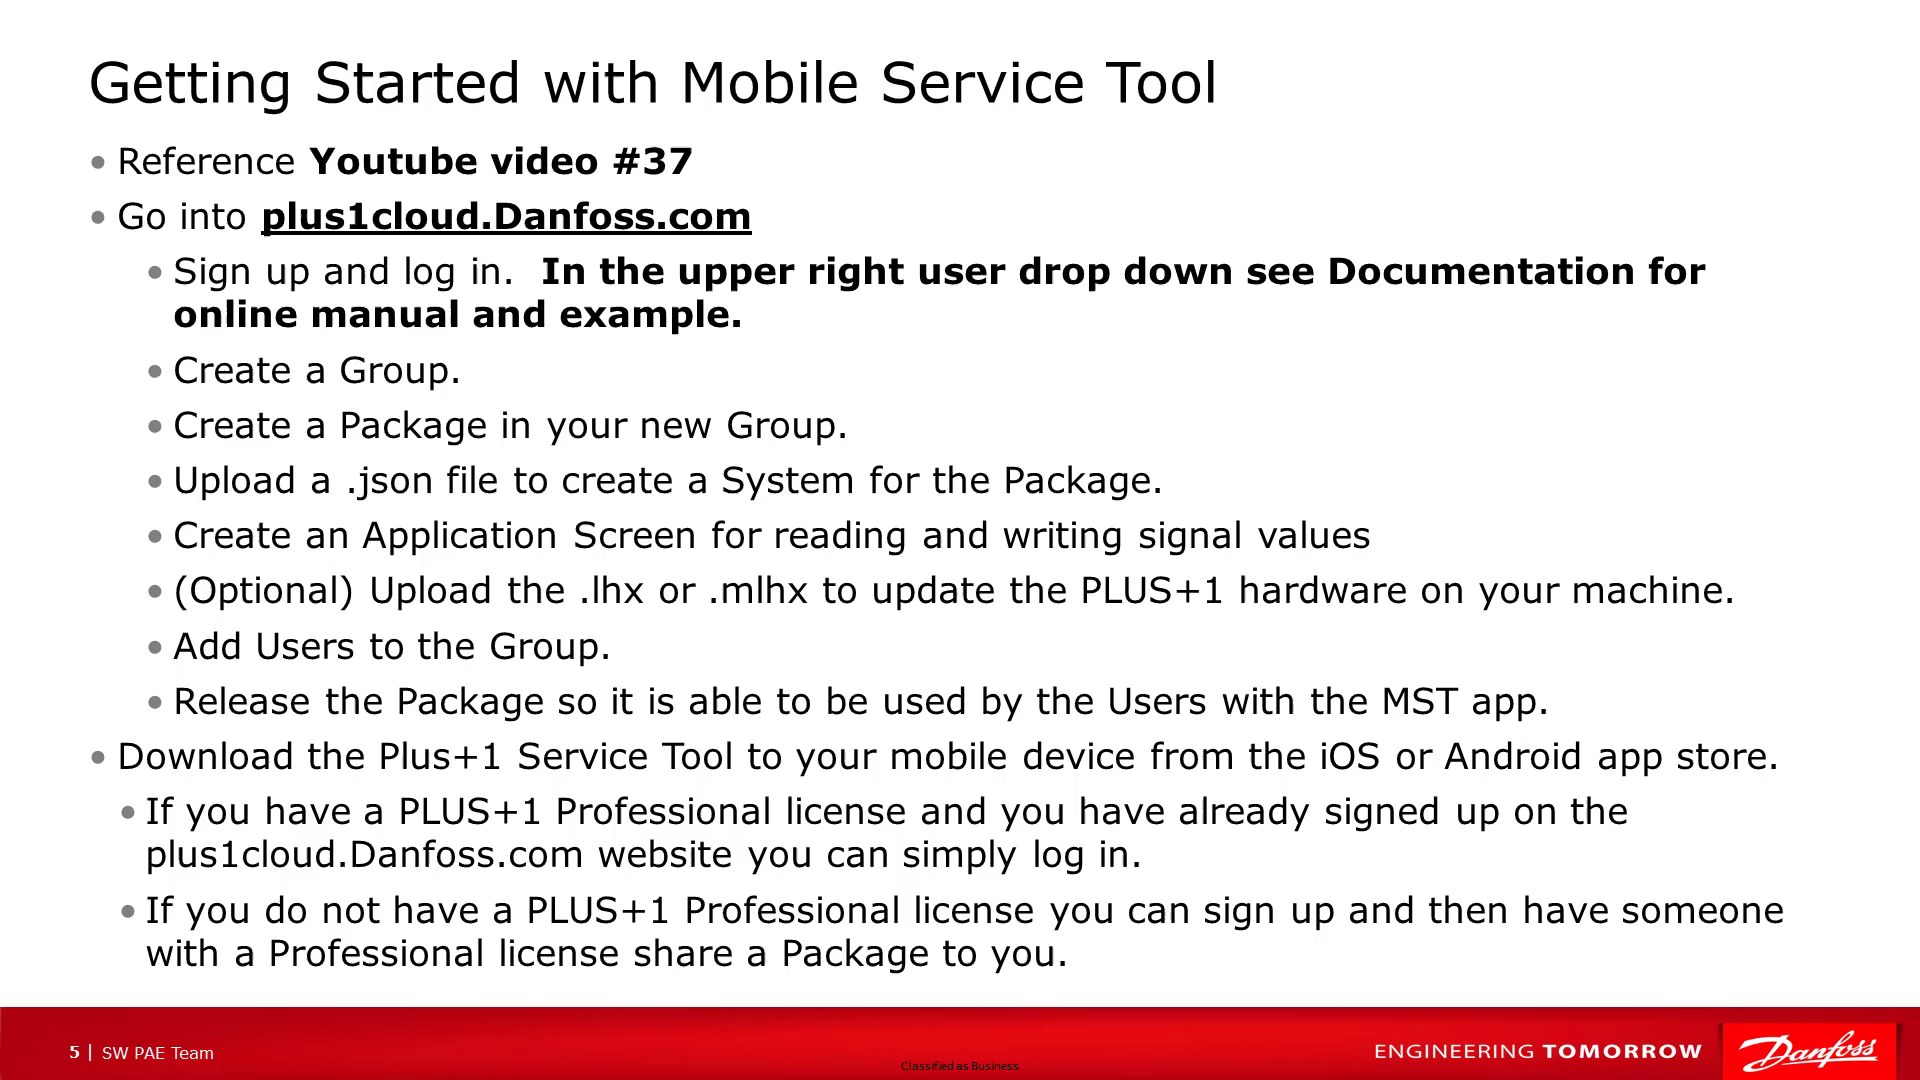 Getting Started with Mobile Service Tool
• Reference Youtube video #37
• Go into plus1cloud.Danfoss.com
• Sign up and log in.  In the upper right user drop down see Documentation for
online manual and example.
• Create a Group.
• Create a Package in your new Group.
• Upload a .json file to create a System for the Package.
• Create an Application Screen for reading and writing signal values
• (Optional) Upload the .lhx or .mlhx to update the PLUS+1 hardware on your machine.
• Add Users to the Group.
• Release the Package so it is able to be used by the Users with the MST app.
• Download the Plus+1 Service Tool to your mobile device from the iOS or Android app store.
• If you have a PLUS+1 Professional license and you have already signed up on the
plus1cloud.Danfoss.com website you can simply log in.
• If you do not have a PLUS+1 Professional license you can sign up and then have someone
with a Professional license share a Package to you.
5 | SW PAE Team
Classified as Business
ENGINEERING TOMORROW
Danfoss